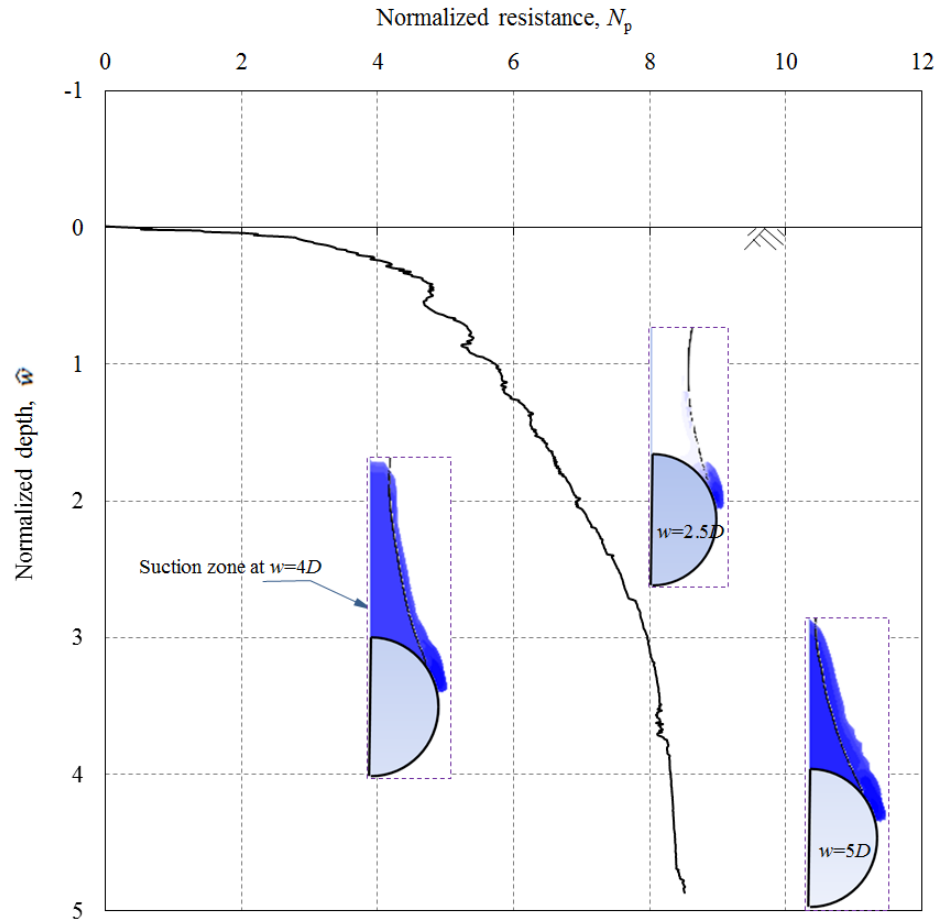 Normalized resistance, Np
0 2 4 6 8 10 12
-1
0
1
2
3
4
5
Normalized depth, ŵ
w=2.5D
Suction zone at w=4D
w=5D